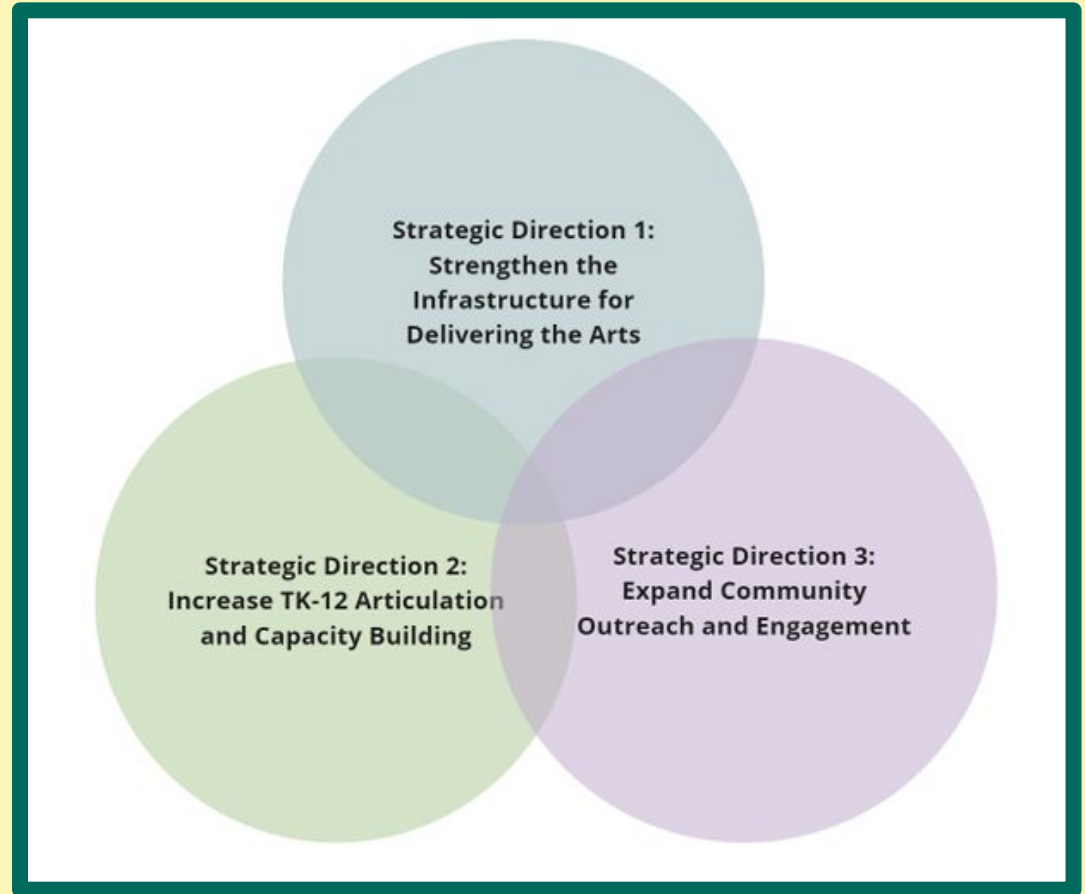 Strategic Direction 1:
Strengthen the
Infrastructure for
Delivering the Arts
Strategic Direction 2:
Increase TK-12 Articulation
and Capacity Building
Strategic Direction 3:
Expand Community
Outreach and Engagement